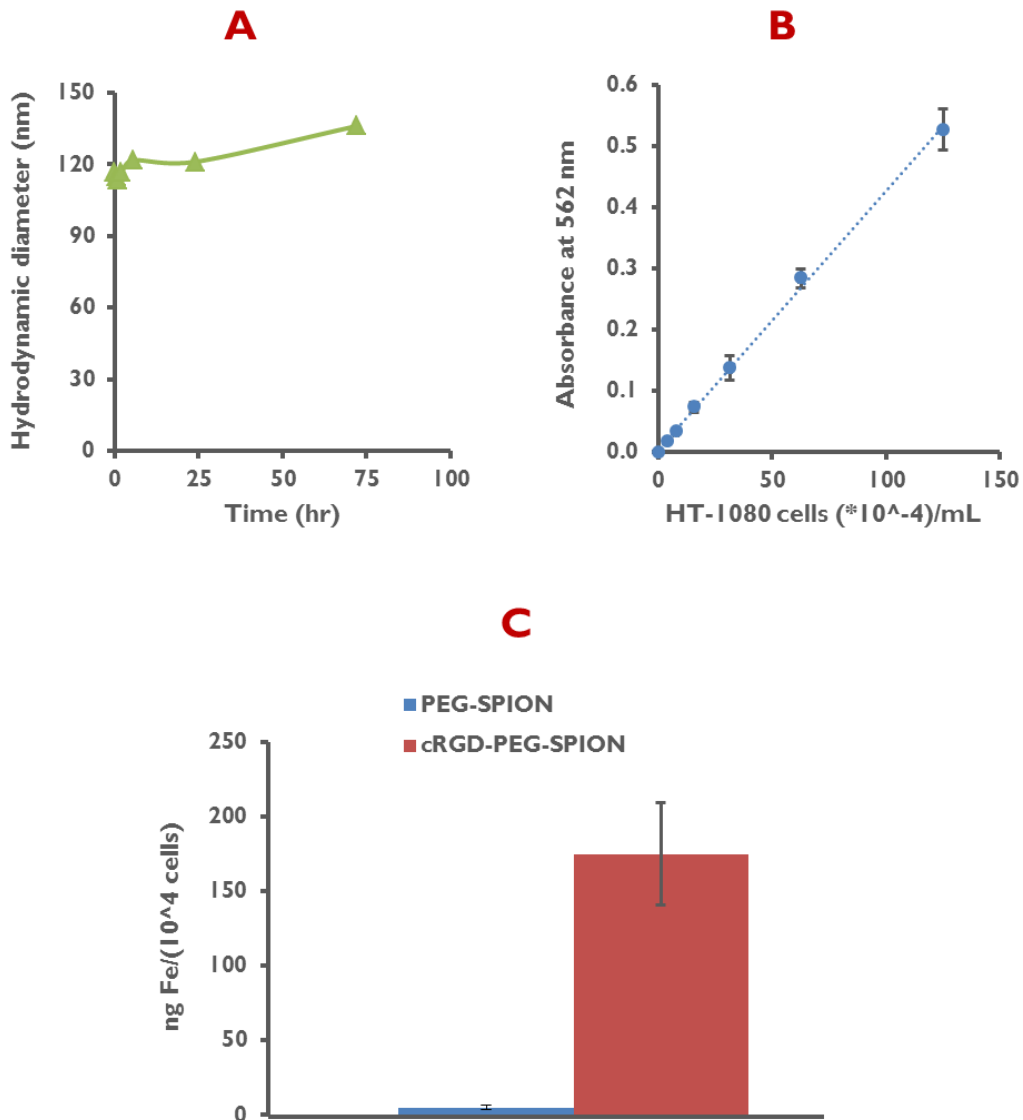 A
Hydrodynamic diameter (nm)
150
120
90
60
30
0
0 25 50 75 100
Time (hr)
B
Absorbance at 562 nm
0.6
0.5
0.4
0.3
0.2
0.1
0.0
0 50 100 150
HT-1080 cells (*10^-4)/mL
C
PEG-SPION
cRGD-PEG-SPION
ng Fe/(10^4 cells)
250
200
150
100
50
0